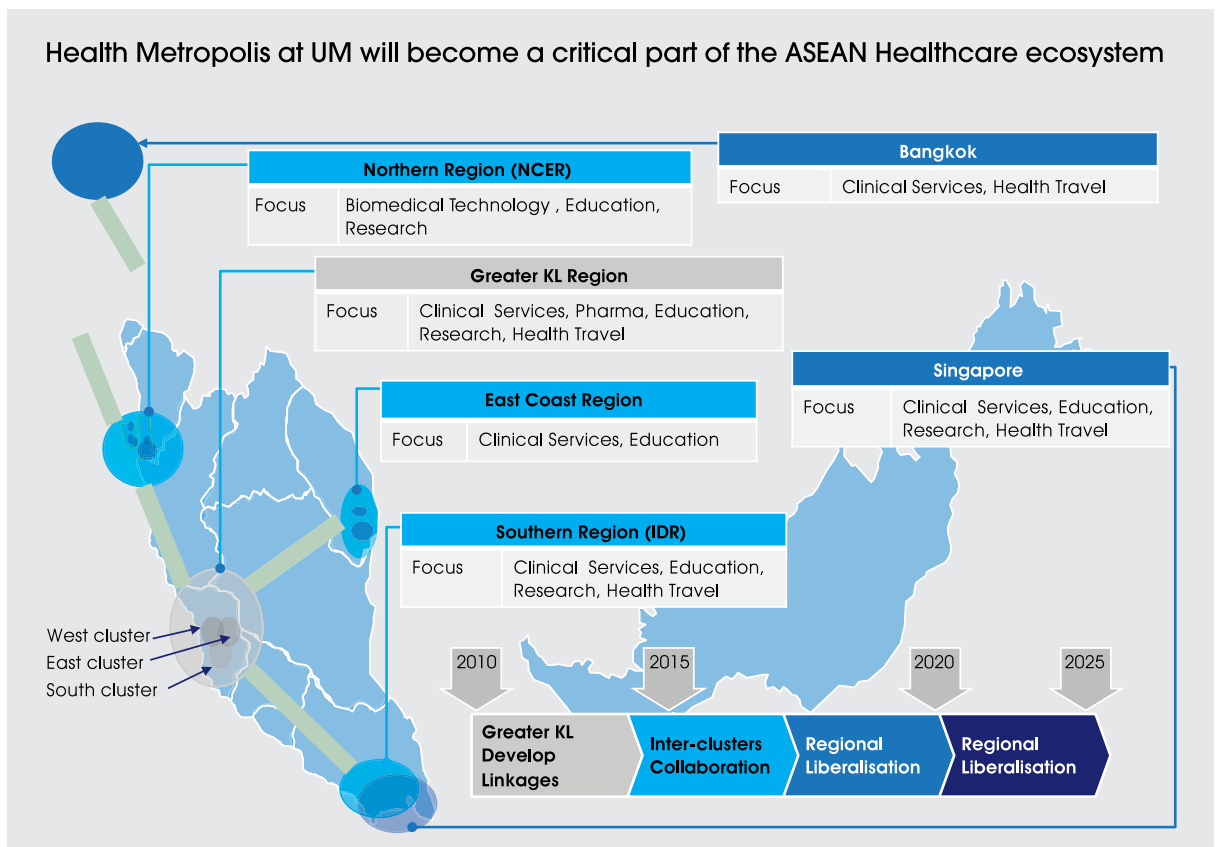 Health Metropolis at UM will become a critical part of the ASEAN Healthcare ecosystem
Bangkok
Focus Clinical Services, Health Travel
Northern Region (NCER)
Focus Biomedical Technology , Education,
Research
Greater KL Region
Focus Clinical Services, Pharma, Education,
Research, Health Travel
Singapore
Focus Clinical Services, Education,
Research, Health Travel
East Coast Region
Focus Clinical Services, Education
Southern Region (IDR)
Focus Clinical Services, Education,
Research, Health Travel
West cluster
East cluster
South cluster
2010 2015 2020 2025
Greater KL
Develop
Linkages
Inter-clusters
Collaboration
Regional
Liberalisation
Regional
Liberalisation